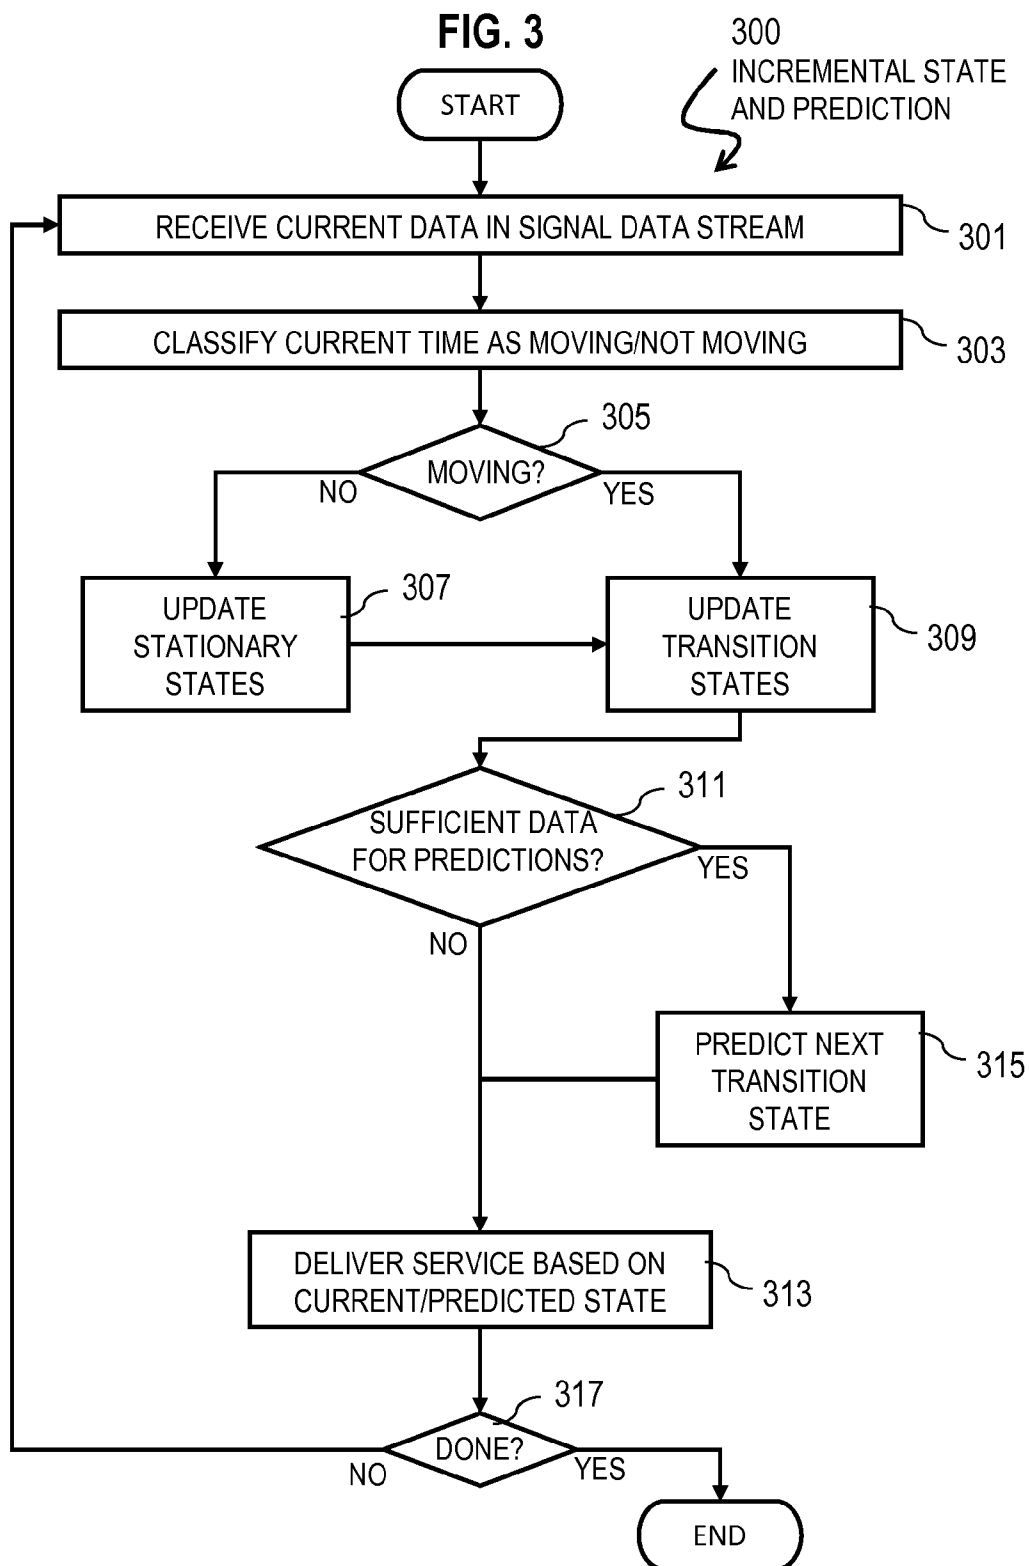 FIG. 3
300
INCREMENTAL STATE
AND PREDICTION
START
RECEIVE CURRENT DATA IN SIGNAL DATA STREAM
301
CLASSIFY CURRENT TIME AS MOVING/NOT MOVING
303
305
MOVING?
NO
YES
UPDATE
STATIONARY
STATES
307
UPDATE
TRANSITION
STATES
309
311
SUFFICIENT DATA
FOR PREDICTIONS?
YES
NO
PREDICT NEXT
TRANSITION
STATE
315
DELIVER SERVICE BASED ON
CURRENT/PREDICTED STATE
313
317
DONE?
NO
YES
END